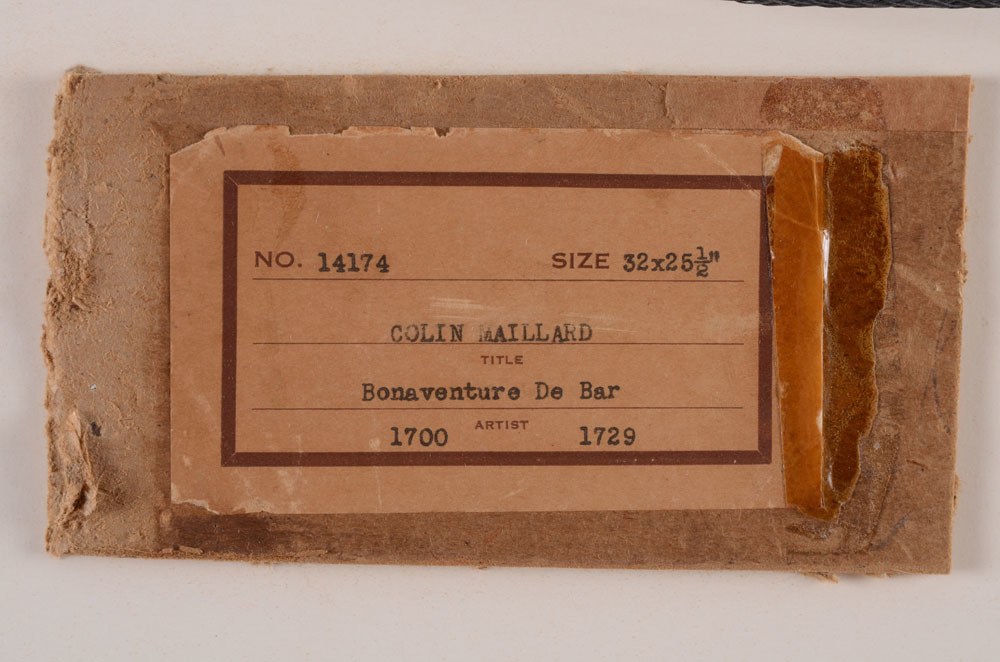 NO. 14174 SIZE 32x25½"
COLIN MAILLARD
TITLE
Bonaventure De Bar
ARTIST
1700 1729